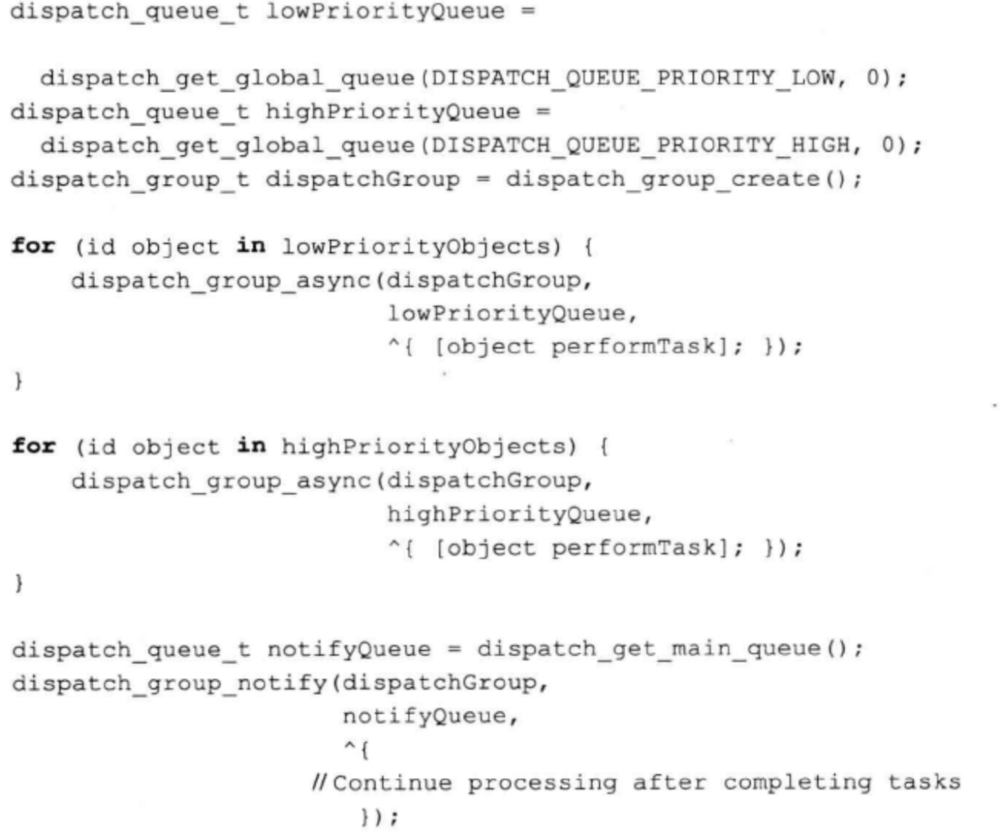 dispatch_queue_t lowPriorityQueue =
dispatch_get_global_queue(DISPATCH_QUEUE_PRIORITY_LOW, 0);
dispatch_queue_t highPriorityQueue =
dispatch_get_global_queue(DISPATCH_QUEUE_PRIORITY_HIGH, 0);
dispatch_group_t dispatchGroup = dispatch_group_create();
for (id object in lowPriorityObjects) {
dispatch_group_async(dispatchGroup,
lowPriorityQueue,
^{ [object performTask]; });
}
for (id object in highPriorityObjects) {
dispatch_group_async(dispatchGroup,
highPriorityQueue,
^{ [object performTask]; });
}
dispatch_queue_t notifyQueue = dispatch_get_main_queue();
dispatch_group_notify(dispatchGroup,
notifyQueue,
^{
//Continue processing after completing tasks
});